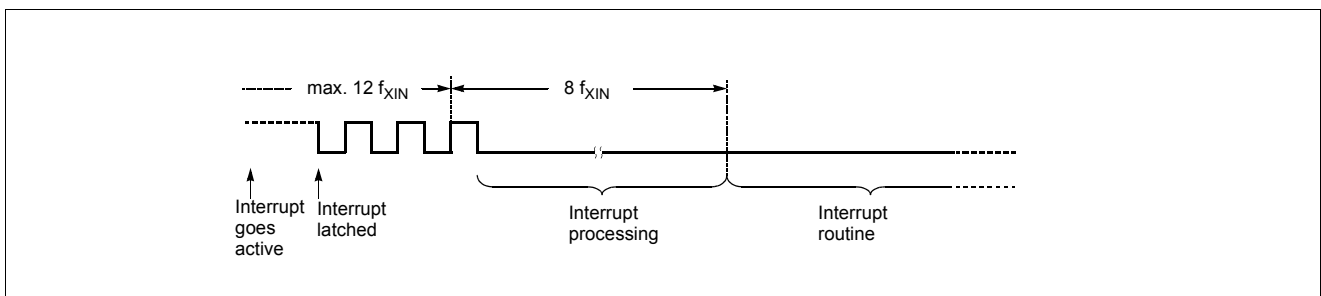 max. 12 fXIN
8 fXIN
Interrupt
goes
active
Interrupt
latched
Interrupt
processing
Interrupt
routine